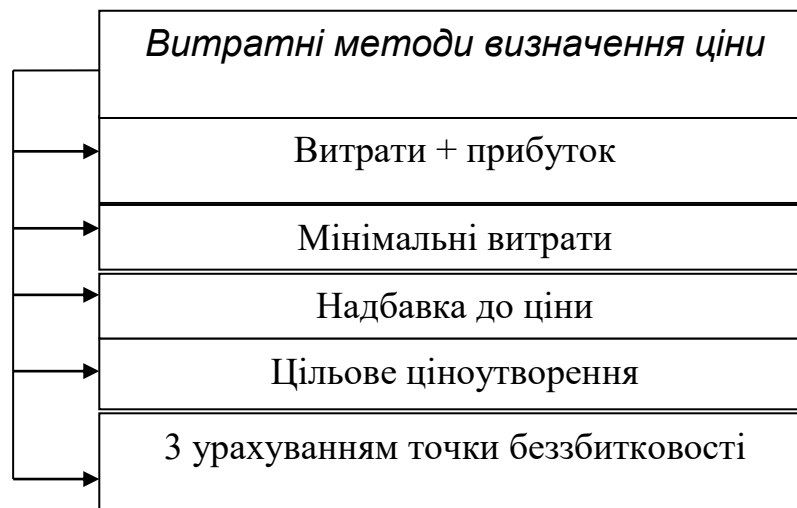 Витратні методи визначення ціни
Витрати + прибуток
Мінімальні витрати
Надбавка до ціни
Цільове ціноутворення
З урахуванням точки беззбитковості